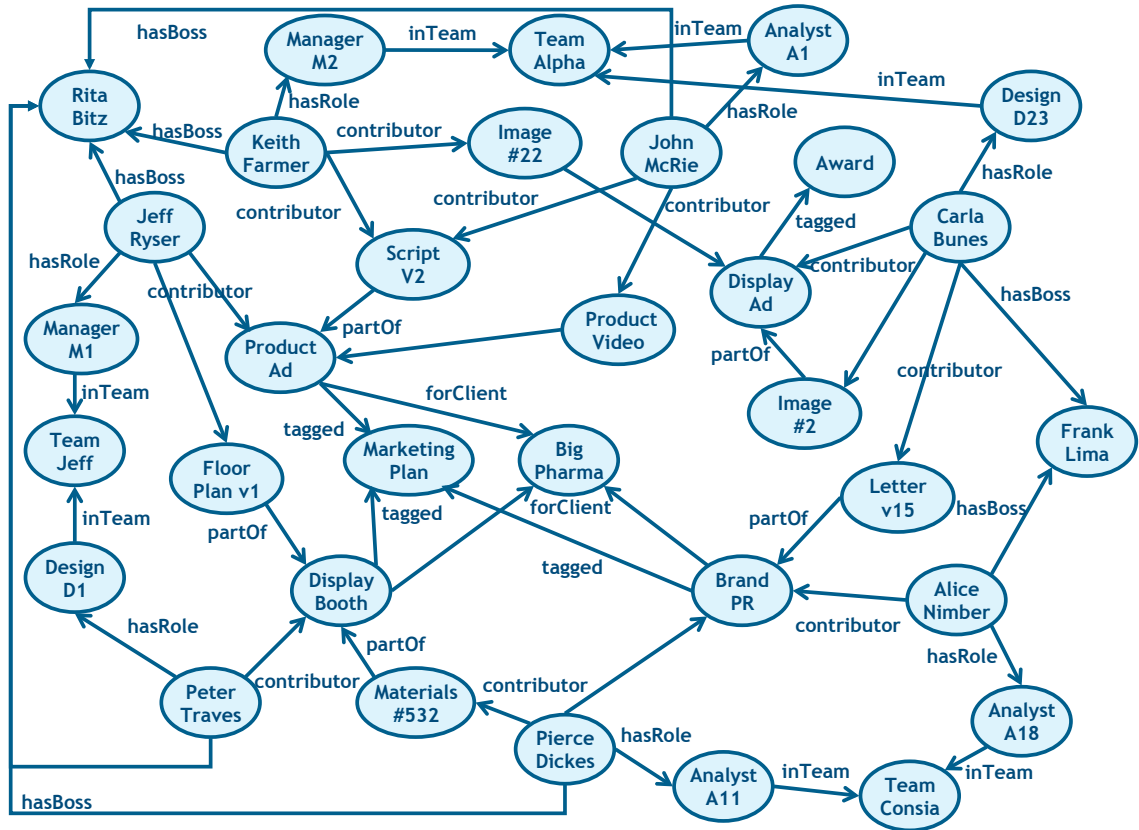 hasBoss
Manager
M2
inTeam
Team
Alpha
inTeam
Analyst
A1
inTeam
Rita
Bitz
hasRole
hasBoss
Keith
Farmer
contributor
Image
#22
John
McRie
hasRole
Design
D23
Award
hasRole
hasBoss
Jeff
Ryser
contributor
contributor
contributor
tagged
Carla
Bunes
hasRole
contributor
Script
V2
contributor
Display
Ad
hasBoss
Manager
M1
partOf
Product
Ad
Product
Video
partOf
contributor
inTeam
forClient
Image
#2
Team
Jeff
tagged
Marketing
Plan
Big
Pharma
Frank
Lima
Floor
Plan v1
Letter
v15
inTeam
partOf
tagged
forClient
partOf
hasBoss
Design
D1
Display
Booth
tagged
Brand
PR
Alice
Nimber
hasRole
partOf
contributor
hasRole
Peter
Traves
contributor
Materials
#532
contributor
Pierce
Dickes
hasRole
Analyst
A18
Analyst
A11
inTeam
inTeam
Team
Consia
hasBoss